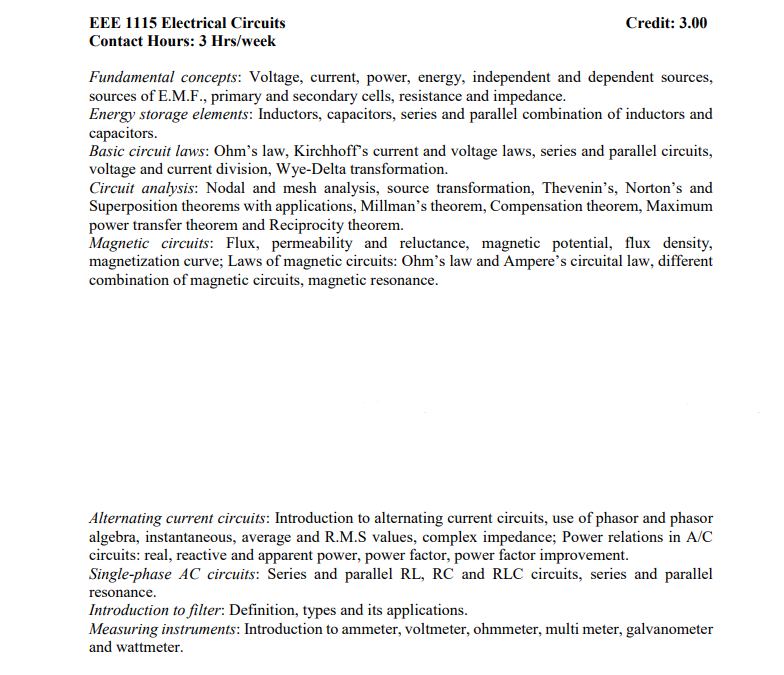 EEE 1115 Electrical Circuits Credit: 3.00
Contact Hours: 3 Hrs/week
Fundamental concepts: Voltage, current, power, energy, independent and dependent sources,
sources of E.M.F., primary and secondary cells, resistance and impedance.
Energy storage elements: Inductors, capacitors, series and parallel combination of inductors and
capacitors.
Basic circuit laws: Ohm’s law, Kirchhoff’s current and voltage laws, series and parallel circuits,
voltage and current division, Wye-Delta transformation.
Circuit analysis: Nodal and mesh analysis, source transformation, Thevenin’s, Norton’s and
Superposition theorems with applications, Millman’s theorem, Compensation theorem, Maximum
power transfer theorem and Reciprocity theorem.
Magnetic circuits: Flux, permeability and reluctance, magnetic potential, flux density,
magnetization curve; Laws of magnetic circuits: Ohm’s law and Ampere’s circuital law, different
combination of magnetic circuits, magnetic resonance.
Alternating current circuits: Introduction to alternating current circuits, use of phasor and phasor
algebra, instantaneous, average and R.M.S values, complex impedance; Power relations in A/C
circuits: real, reactive and apparent power, power factor, power factor improvement.
Single-phase AC circuits: Series and parallel RL, RC and RLC circuits, series and parallel
resonance.
Introduction to filter: Definition, types and its applications.
Measuring instruments: Introduction to ammeter, voltmeter, ohmmeter, multi meter, galvanometer
and wattmeter.